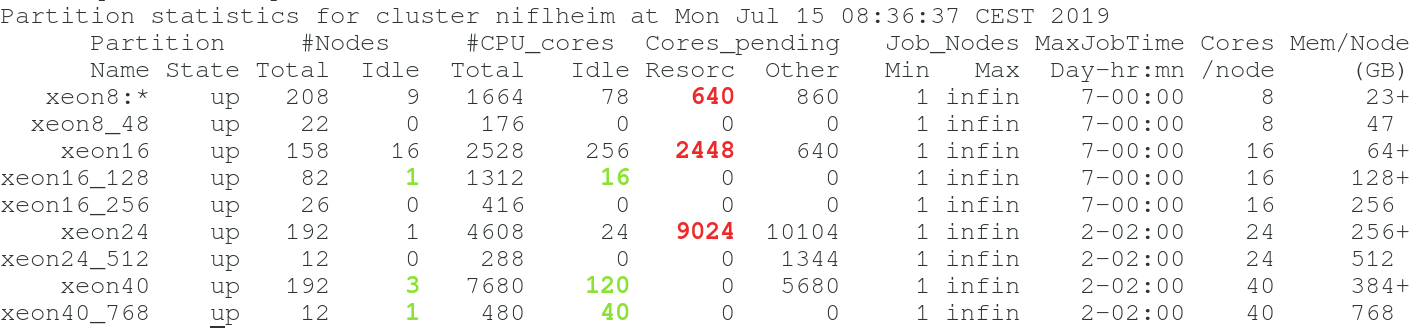 Partition statistics for cluster niflheim at Mon Jul 15 08:36:37 CEST 2019
      Partition     #Nodes     #CPU_cores  Cores_pending   Job_Nodes MaxJobTime Cores Mem/Node
      Name State Total  Idle  Total   Idle Resorc  Other   Min   Max  Day-hr:mn /node     (GB)
   xeon8:*    up   208     9   1664     78    640    860     1 infin    7-00:00     8      23+
  xeon8_48    up    22     0    176      0      0      0     1 infin    7-00:00     8      47
    xeon16    up   158    16   2528    256   2448    640     1 infin    7-00:00    16      64+
xeon16_128    up    82     1   1312     16      0      0     1 infin    7-00:00    16     128+
xeon16_256    up    26     0    416      0      0      0     1 infin    7-00:00    16     256
    xeon24    up   192     1   4608     24   9024  10104     1 infin    2-02:00    24     256+
xeon24_512    up    12     0    288      0      0   1344     1 infin    2-02:00    24     512
    xeon40    up   192     3   7680    120      0   5680     1 infin    2-02:00    40     384+
xeon40_768    up    12     1    480     40      0      0     1 infin    2-02:00    40     768